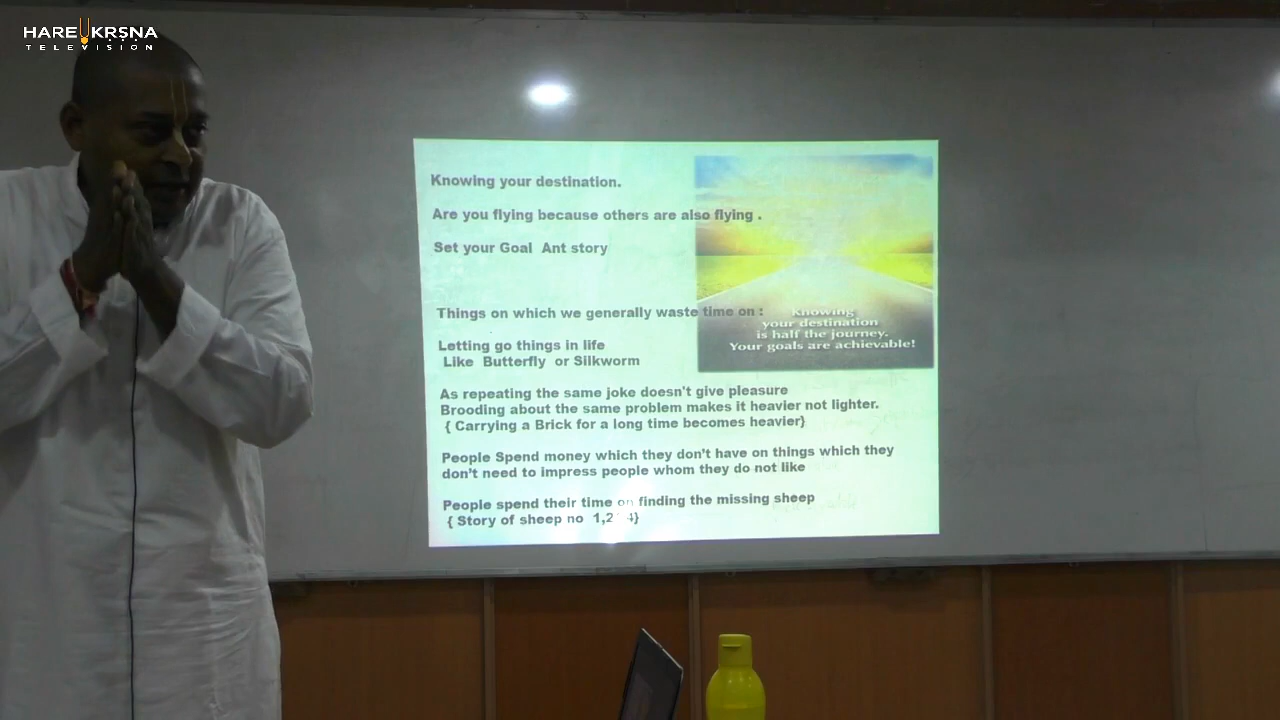 HARE KRSNA
TELEVISION
Knowing your destination.
Are you flying because others are also flying .
Set your Goal Ant story
Things on which we generally waste time on :
Knowing
your destination
is half the journey.
Your goals are achievable!
Letting go things in life
Like Butterfly or Silkworm
As repeating the same joke doesn't give pleasure
Brooding about the same problem makes it heavier not lighter.
{ Carrying a Brick for a long time becomes heavier}
People Spend money which they don't have on things which they
don't need to impress people whom they do not like
People spend their time on finding the missing sheep
{ Story of sheep no 1,2 4}